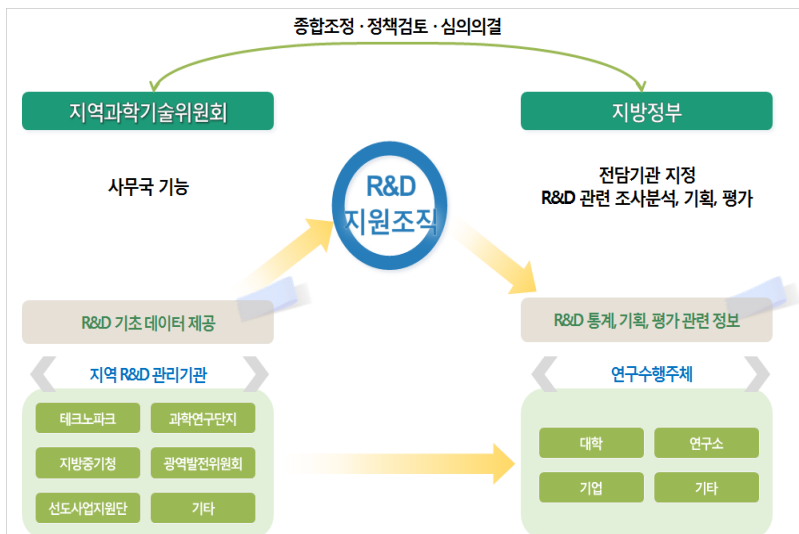 종합조정 · 정책검토 · 심의의결
지역과학기술위원회
지방정부
사무국 기능
R&D
지원조직
전담기관 지정
R&D 관련 조사분석, 기획, 평가
R&D 기초 데이터 제공
R&D 통계, 기획, 평가 관련 정보
지역 R&D 관리기관
연구수행주체
테크노파크
과학연구단지
지방중기청
광역발전위원회
선도사업지원단
기타
대학
연구소
기업
기타